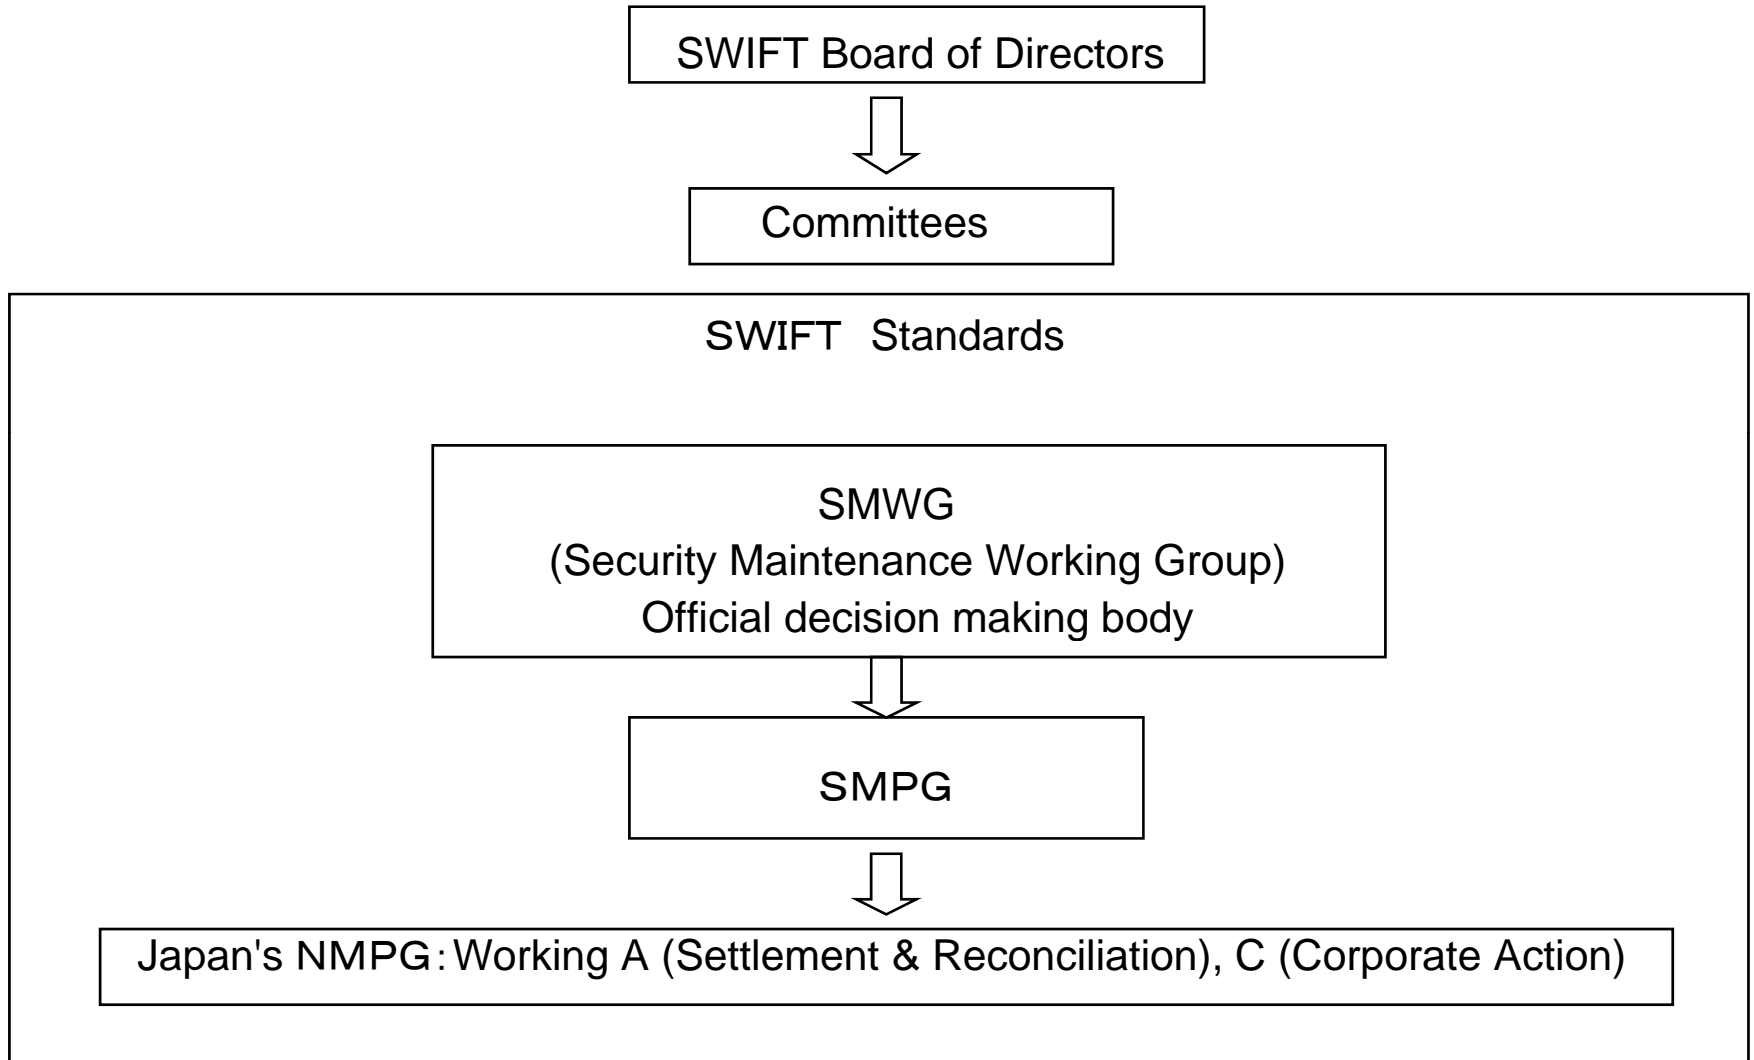 SWIFT Board of Directors
Committees
SWIFT Standards
SMWG
(Security Maintenance Working Group)
Official decision making body
SMPG
Japan's NMPG：Working A (Settlement & Reconciliation), C (Corporate Action)